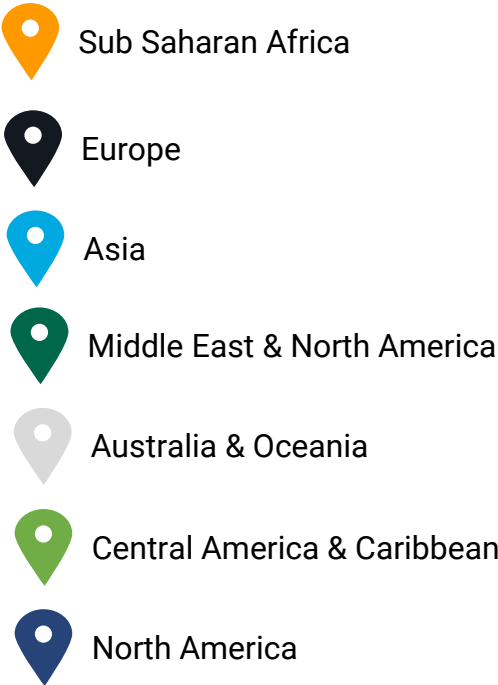 Sub Saharan Africa
Europe
Asia
Middle East & North America
Australia & Oceania
Central America & Caribbean
North America